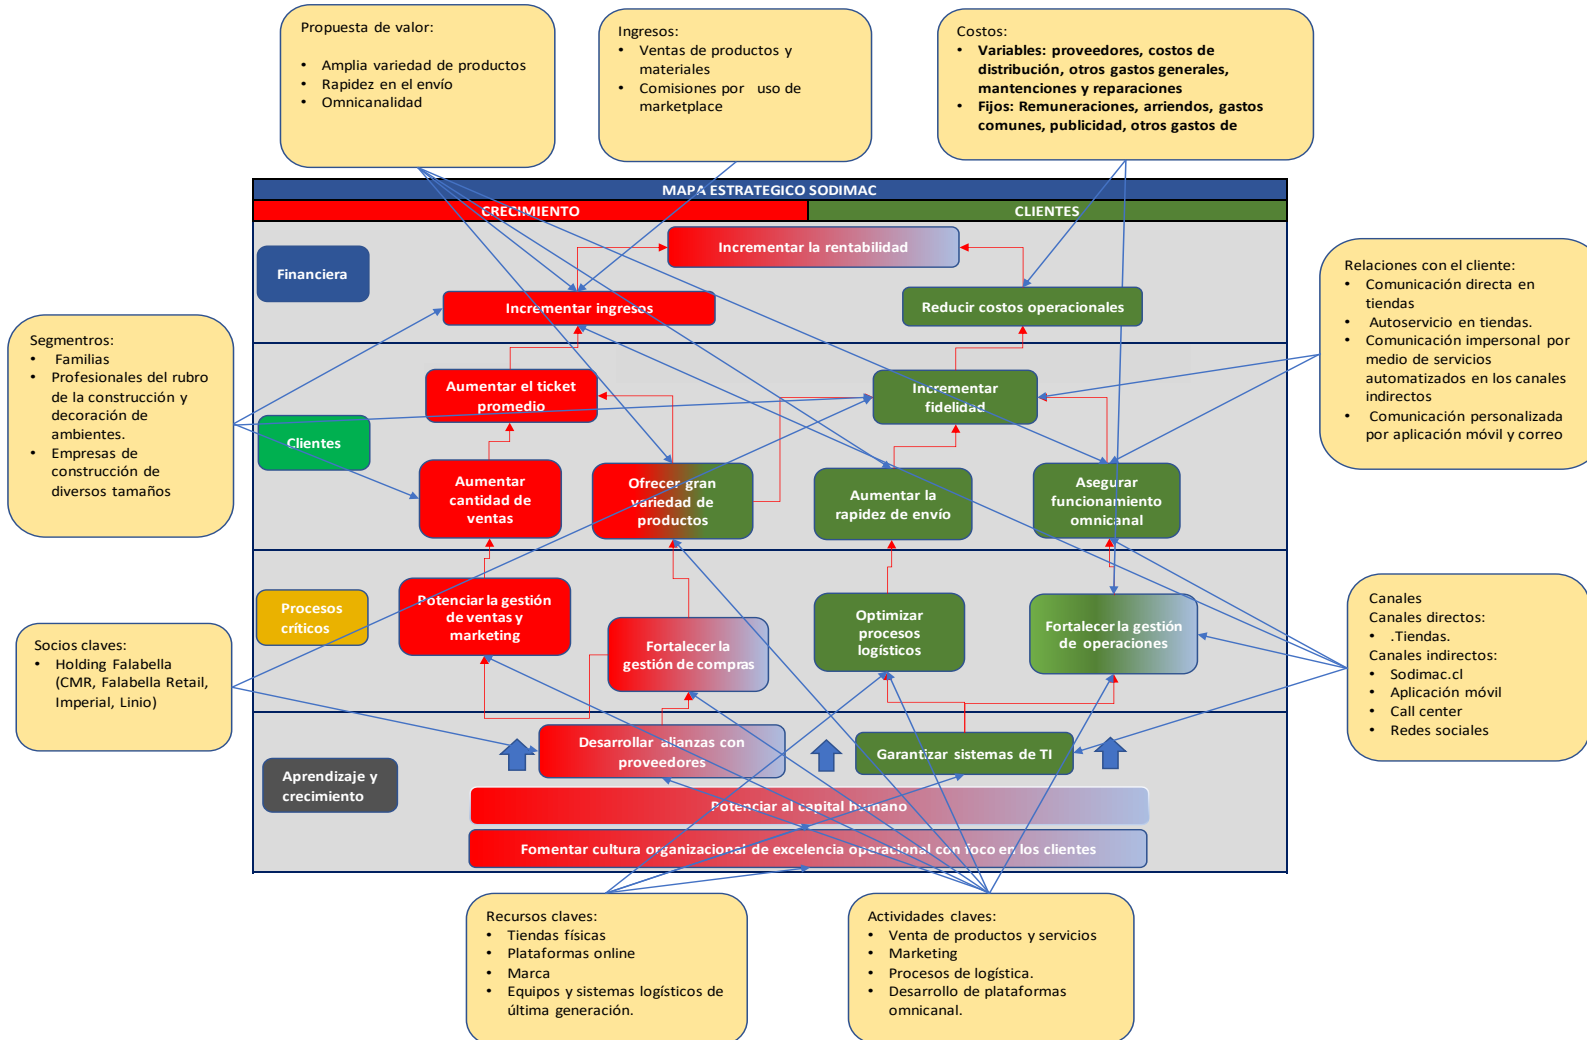 Propuesta de valor:
• Amplia variedad de productos
• Rapidez en el envío
• Omnicanalidad
Ingresos:
• Ventas de productos y
materiales
• Comisiones por uso de
marketplace
Costos:
• Variables: proveedores, costos de
distribución, otros gastos generales,
mantenciones y reparaciones
• Fijos: Remuneraciones, arriendos, gastos
comunes, publicidad, otros gastos de
MAPA ESTRATEGICO SODIMAC
CRECIMIENTO
CLIENTES
Financiera
Incrementar la rentabilidad
Incrementar ingresos
Reducir costos operacionales
Relaciones con el cliente:
• Comunicación directa en
tiendas
• Autoservicio en tiendas.
• Comunicación impersonal por
medio de servicios
automatizados en los canales
indirectos
• Comunicación personalizada
por aplicación móvil y correo
Segmentros:
• Familias
• Profesionales del rubro
de la construcción y
decoración de
ambientes.
• Empresas de
construcción de
diversos tamaños
Clientes
Aumentar el ticket
promedio
Incrementar
fidelidad
Aumentar
cantidad de
ventas
Ofrecer gran
variedad de
productos
Aumentar la
rapidez de envío
Asegurar
funcionamiento
omnicanal
Procesos
críticos
Potenciar la gestión
de ventas y
marketing
Fortalecer la
gestión de compras
Optimizar
procesos
logísticos
Fortalecer la gestión
de operaciones
Socios claves:
• Holding Falabella
(CMR, Falabella Retail,
Imperial, Linio)
Canales
Canales directos:
• .Tiendas.
Canales indirectos:
• Sodimac.cl
• Aplicación móvil
• Call center
• Redes sociales
Aprendizaje y
crecimiento
Desarrollar alianzas con
proveedores
Garantizar sistemas de TI
Potenciar al capital humano
Fomentar cultura organizacional de excelencia operacional con foco en los clientes
Recursos claves:
• Tiendas físicas
• Plataformas online
• Marca
• Equipos y sistemas logísticos de
última generación.
Actividades claves:
• Venta de productos y servicios
• Marketing
• Procesos de logística.
• Desarrollo de plataformas
omnicanal.